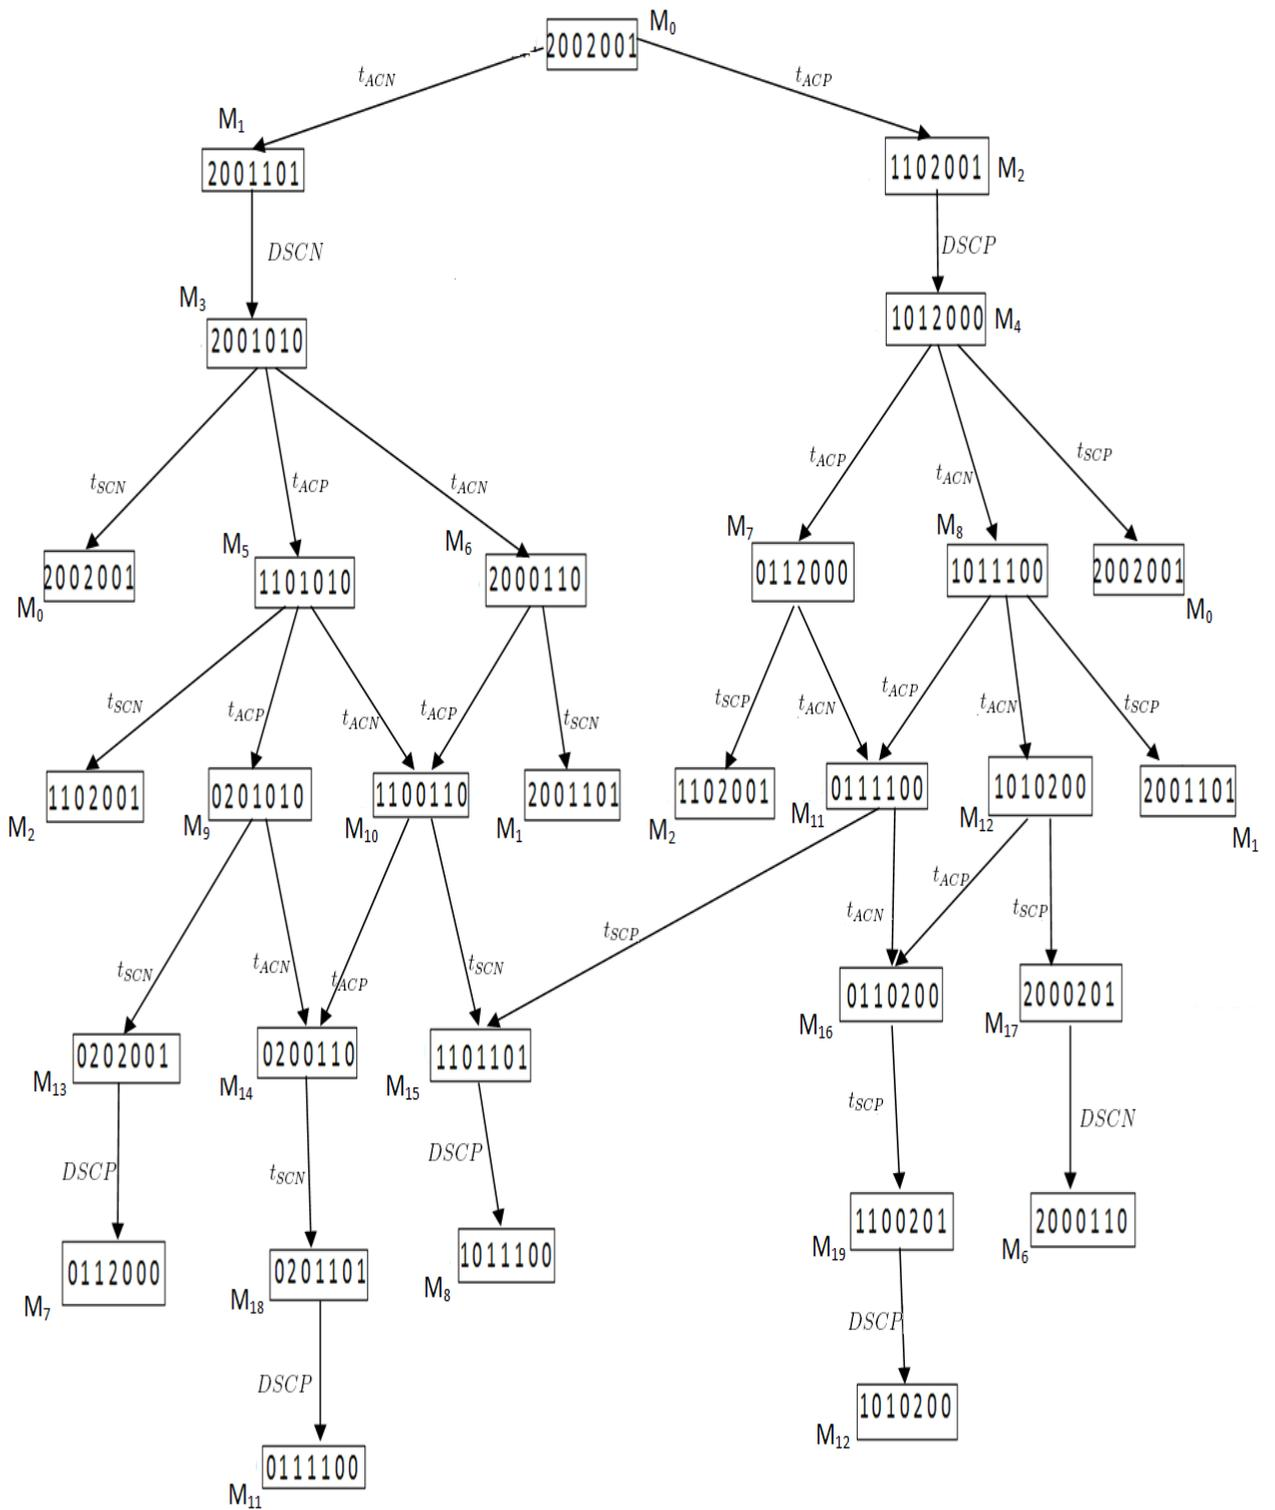 M0
2002001
tACN
tACP
M1
2001101
1102001
M2
DSCN
DSCP
M3
2001010
1012000
M4
tSCN
tACP
tACN
tACP
tACN
tSCP
M0
2002001
M5
1101010
M6
2000110
M7
0112000
M8
1011100
2002001
M0
tSCN
tACP
tACN
tACP
tSCN
tSCP
tACN
tACP
tACN
tSCP
1102001
M2
0201010
M9
1100110
M10
2001101
M1
1102001
M2
0111100
M11
1010200
M12
2001101
M1
tSCN
tACN
tACP
tSCN
tSCP
tACN
tACP
tSCP
0202001
M13
0200110
M14
1101101
M15
0110200
M16
2000201
M17
DSCP
tSCN
DSCP
tSCP
DSCN
0112000
M7
0201101
M18
1011100
M8
1100201
M19
2000110
M6
DSCP
DSCP
0111100
M11
1010200
M12